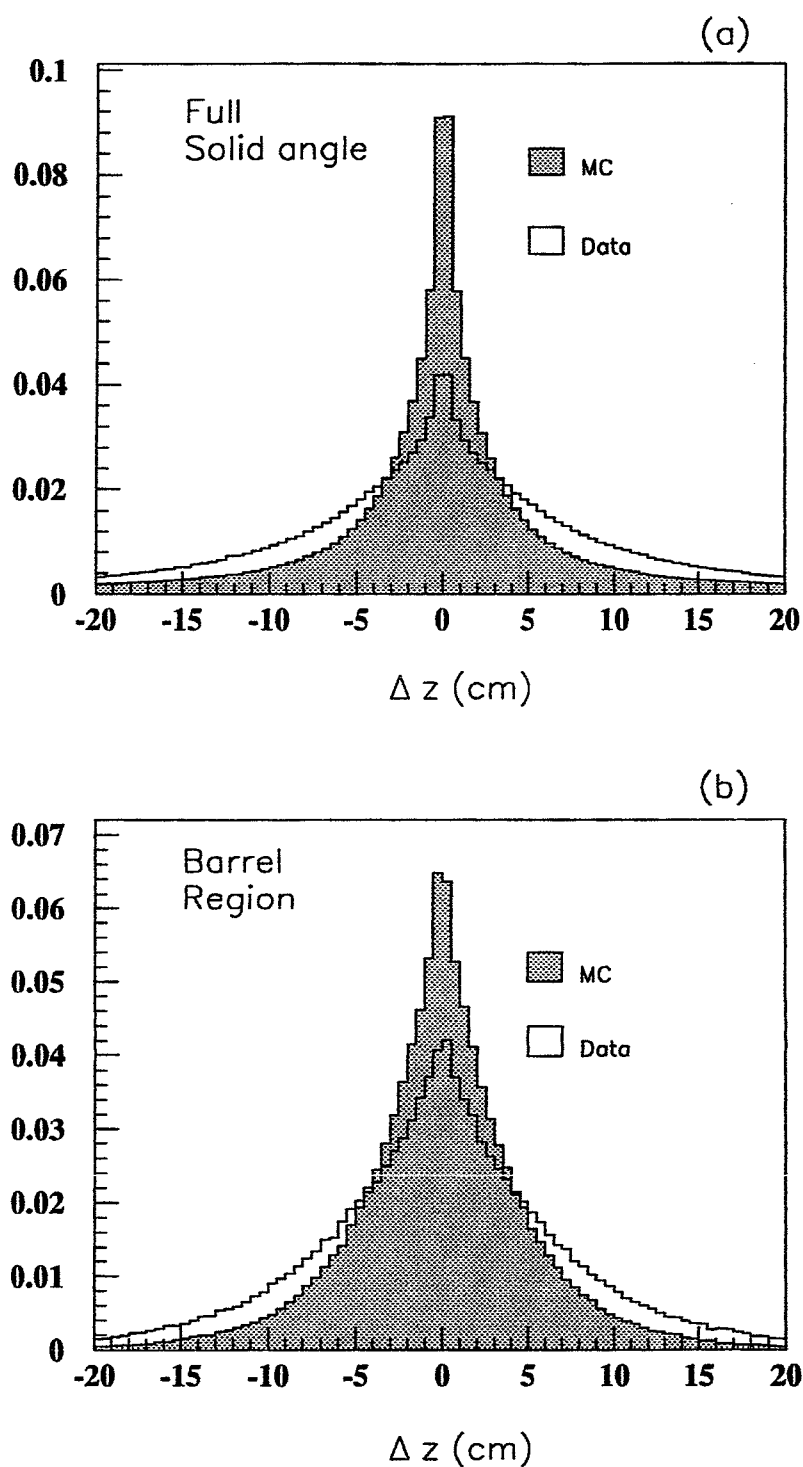 (a)
Full
Solid angle
MC
Data
0.1
0.08
0.06
0.04
0.02
0
-20 -15 -10 -5 0 5 10 15 20
Δ z (cm)
(b)
Barrel
Region
MC
Data
0.07
0.06
0.05
0.04
0.03
0.02
0.01
0
-20 -15 -10 -5 0 5 10 15 20
Δ z (cm)